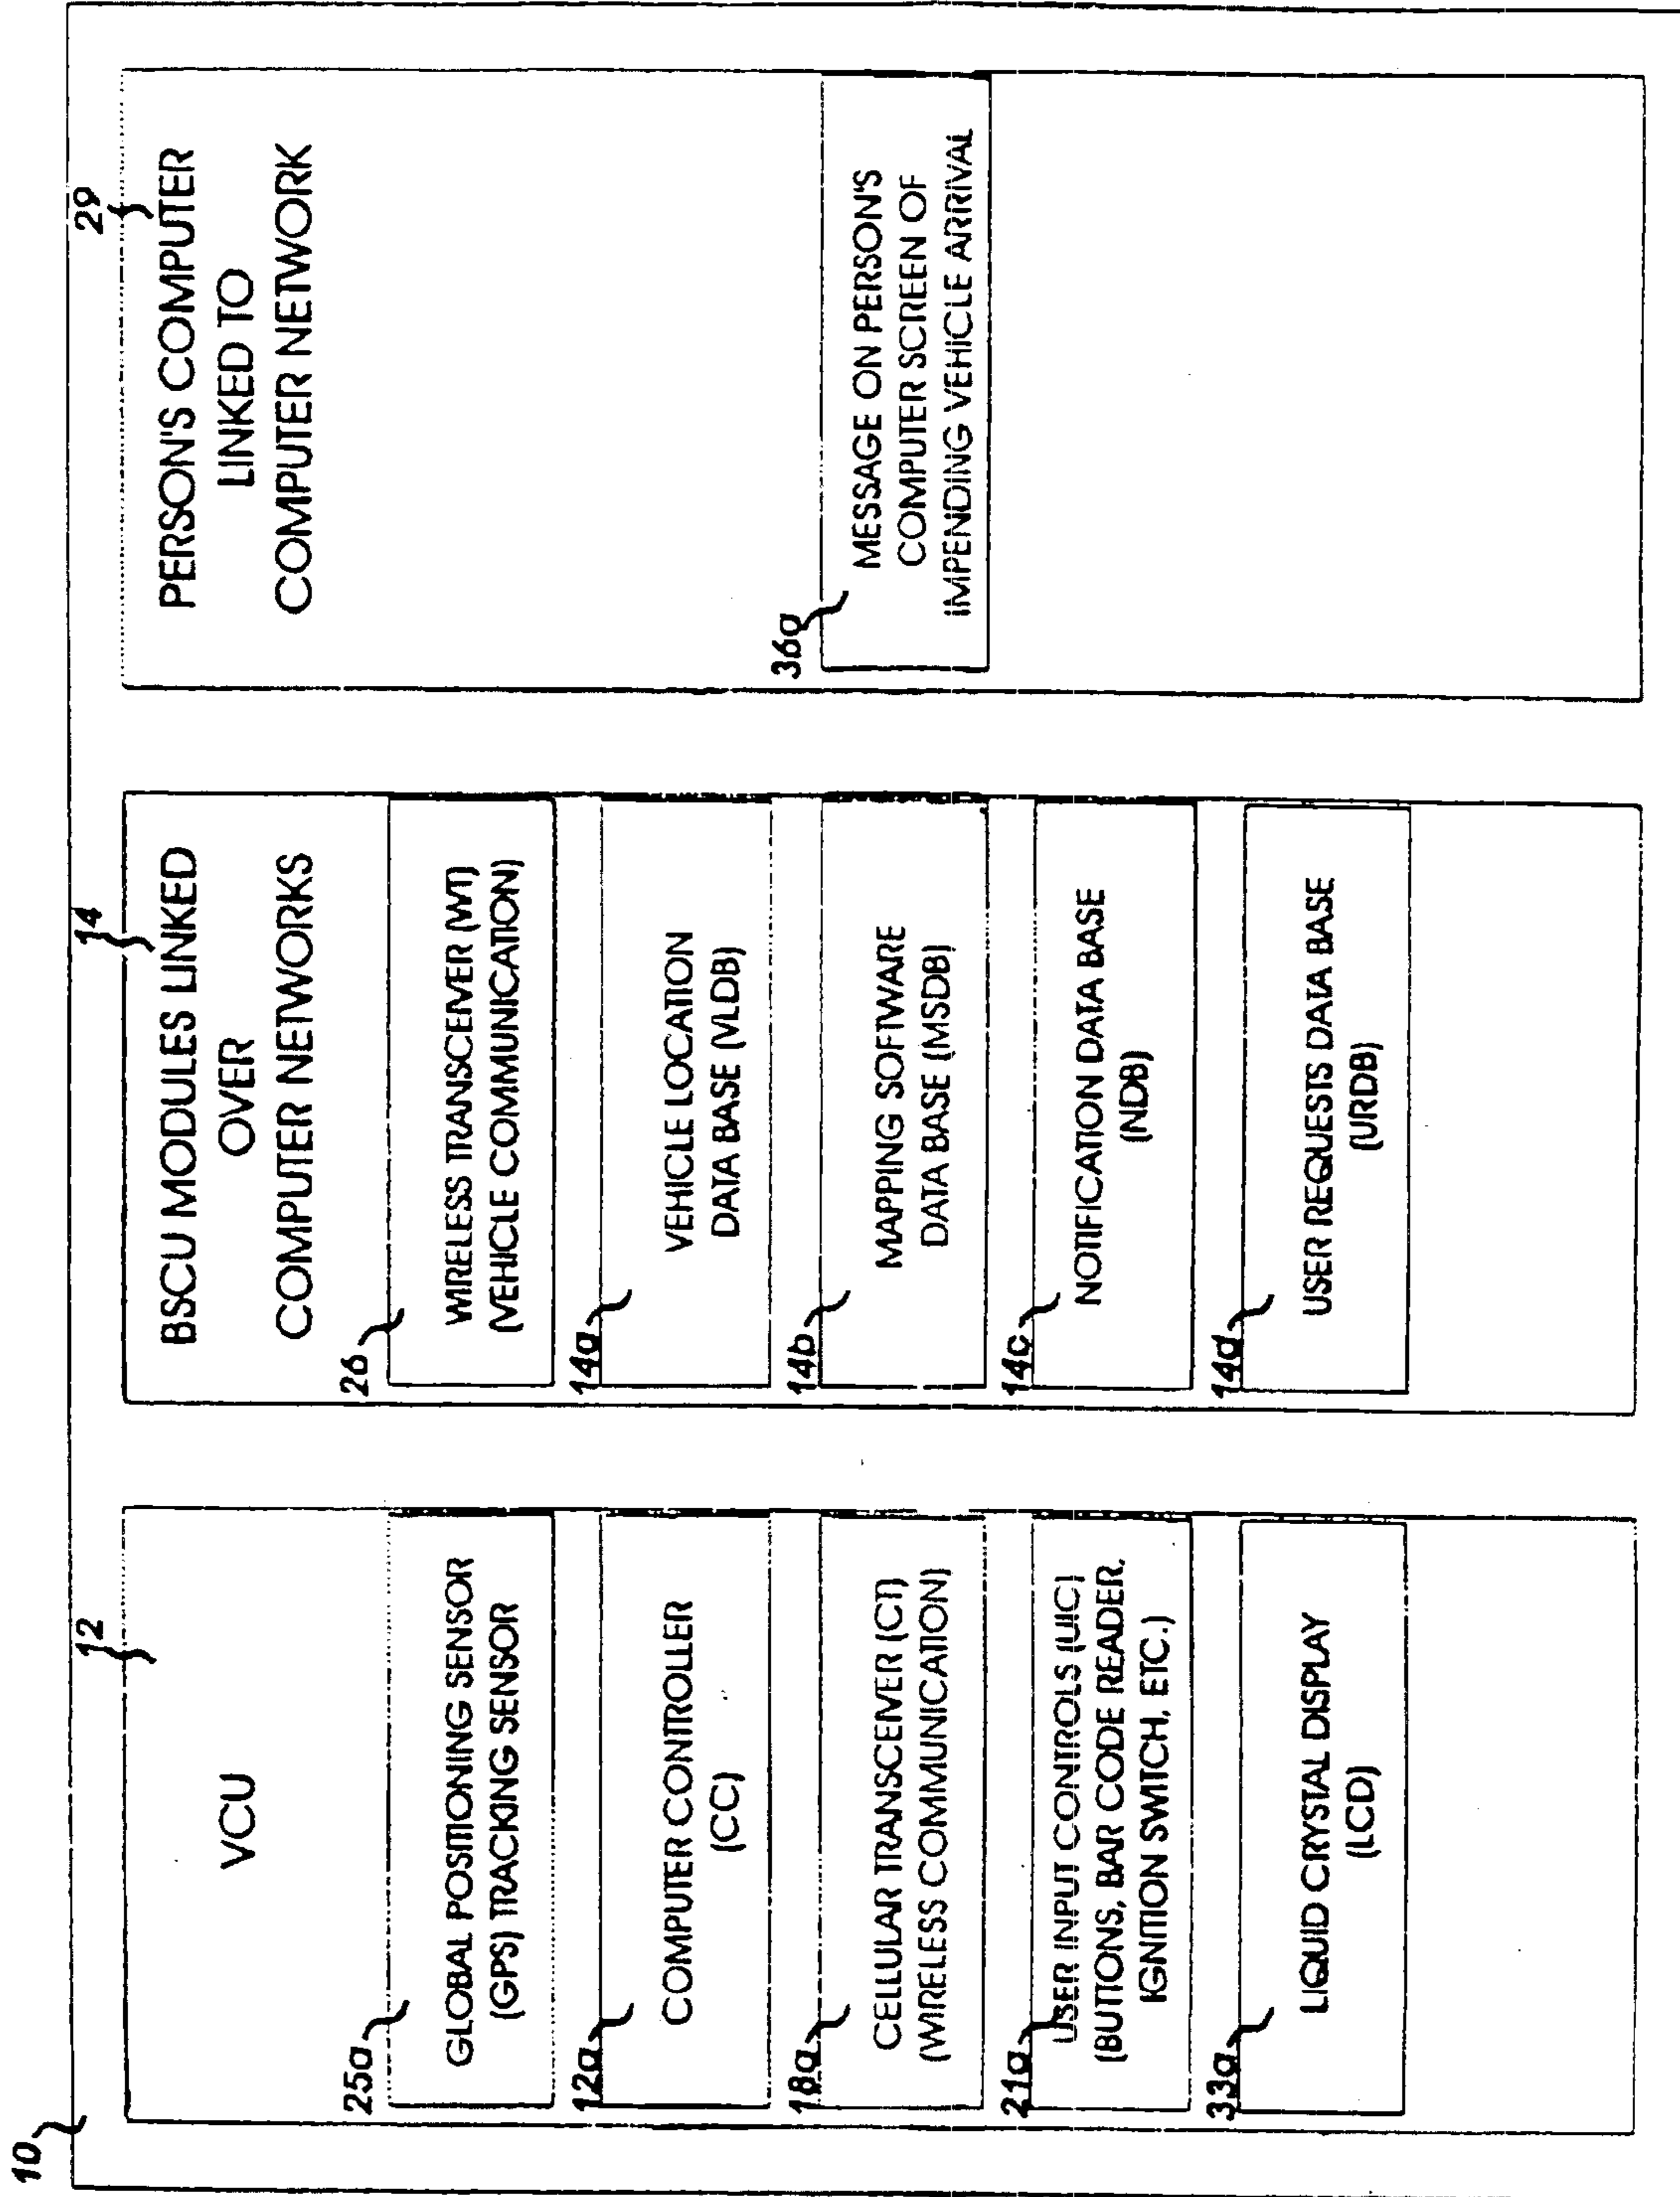 10
12
VCU
25a
GLOBAL POSITIONING SENSOR
(GPS) TRACKING SENSOR
12a
COMPUTER CONTROLLER
(CC)
18a
CELLULAR TRANSCEIVER (CT)
(WIRELESS COMMUNICATION)
21a
USER INPUT CONTROLS (UIC)
(BUTTONS, BAR CODE READER,
IGNITION SWITCH, ETC.)
33a
LIQUID CRYSTAL DISPLAY
(LCD)
14
BSCU MODULES LINKED
OVER
COMPUTER NETWORKS
26
WIRELESS TRANSCEIVER (WT)
(VEHICLE COMMUNICATION)
14a
VEHICLE LOCATION
DATA BASE (VLDB)
14b
MAPPING SOFTWARE
DATA BASE (MSDB)
14c
NOTIFICATION DATA BASE
(NDB)
14d
USER REQUESTS DATA BASE
(URDB)
29
PERSON'S COMPUTER
LINKED TO
COMPUTER NETWORK
36a
MESSAGE ON PERSON'S
COMPUTER SCREEN OF
IMPENDING VEHICLE ARRIVAL